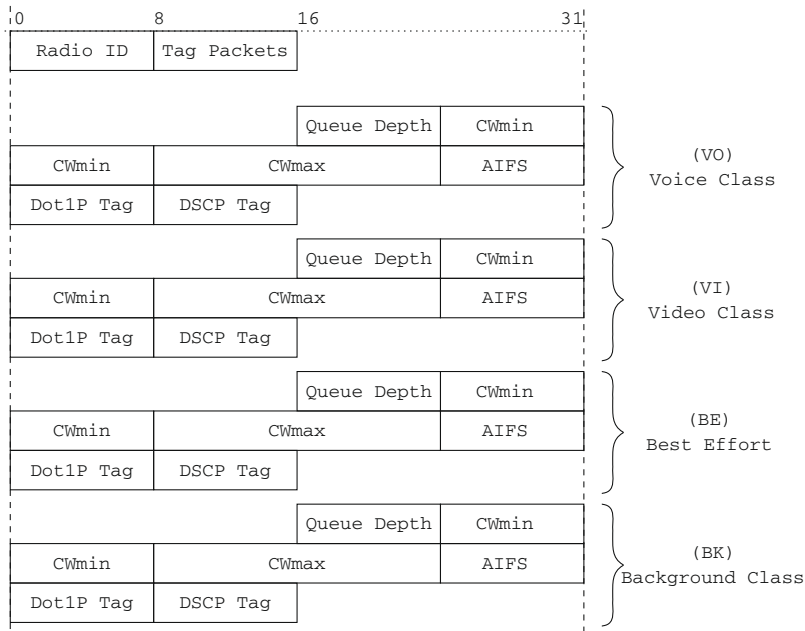 0 8 16 31
Radio ID Tag Packets
Queue Depth CWmin
CWmin CWmax AIFS
Dot1P Tag DSCP Tag
(VO)
Voice Class
Queue Depth CWmin
CWmin CWmax AIFS
Dot1P Tag DSCP Tag
(VI)
Video Class
Queue Depth CWmin
CWmin CWmax AIFS
Dot1P Tag DSCP Tag
(BE)
Best Effort
Queue Depth CWmin
CWmin CWmax AIFS
Dot1P Tag DSCP Tag
(BK)
Background Class